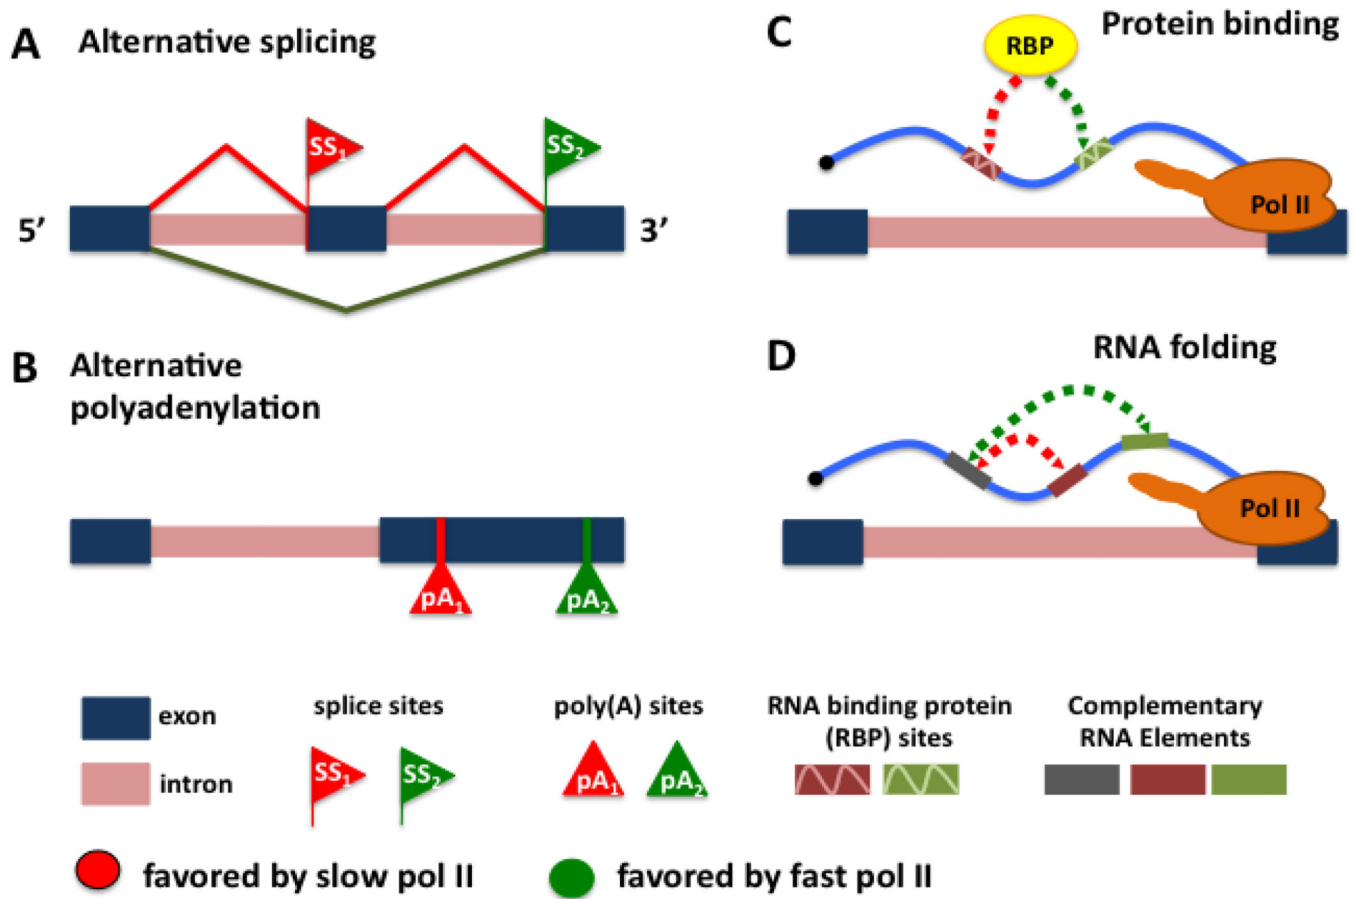 A Alternative splicing
SS1
SS2
5’
3’
B Alternative
polyadenylation
pA1
pA2
C Protein binding
RBP
Pol II
D RNA folding
Pol II
exon
intron
splice sites
SS1
SS2
poly(A) sites
pA1
pA2
RNA binding protein
(RBP) sites
Complementary
RNA Elements
favored by slow pol II
favored by fast pol II